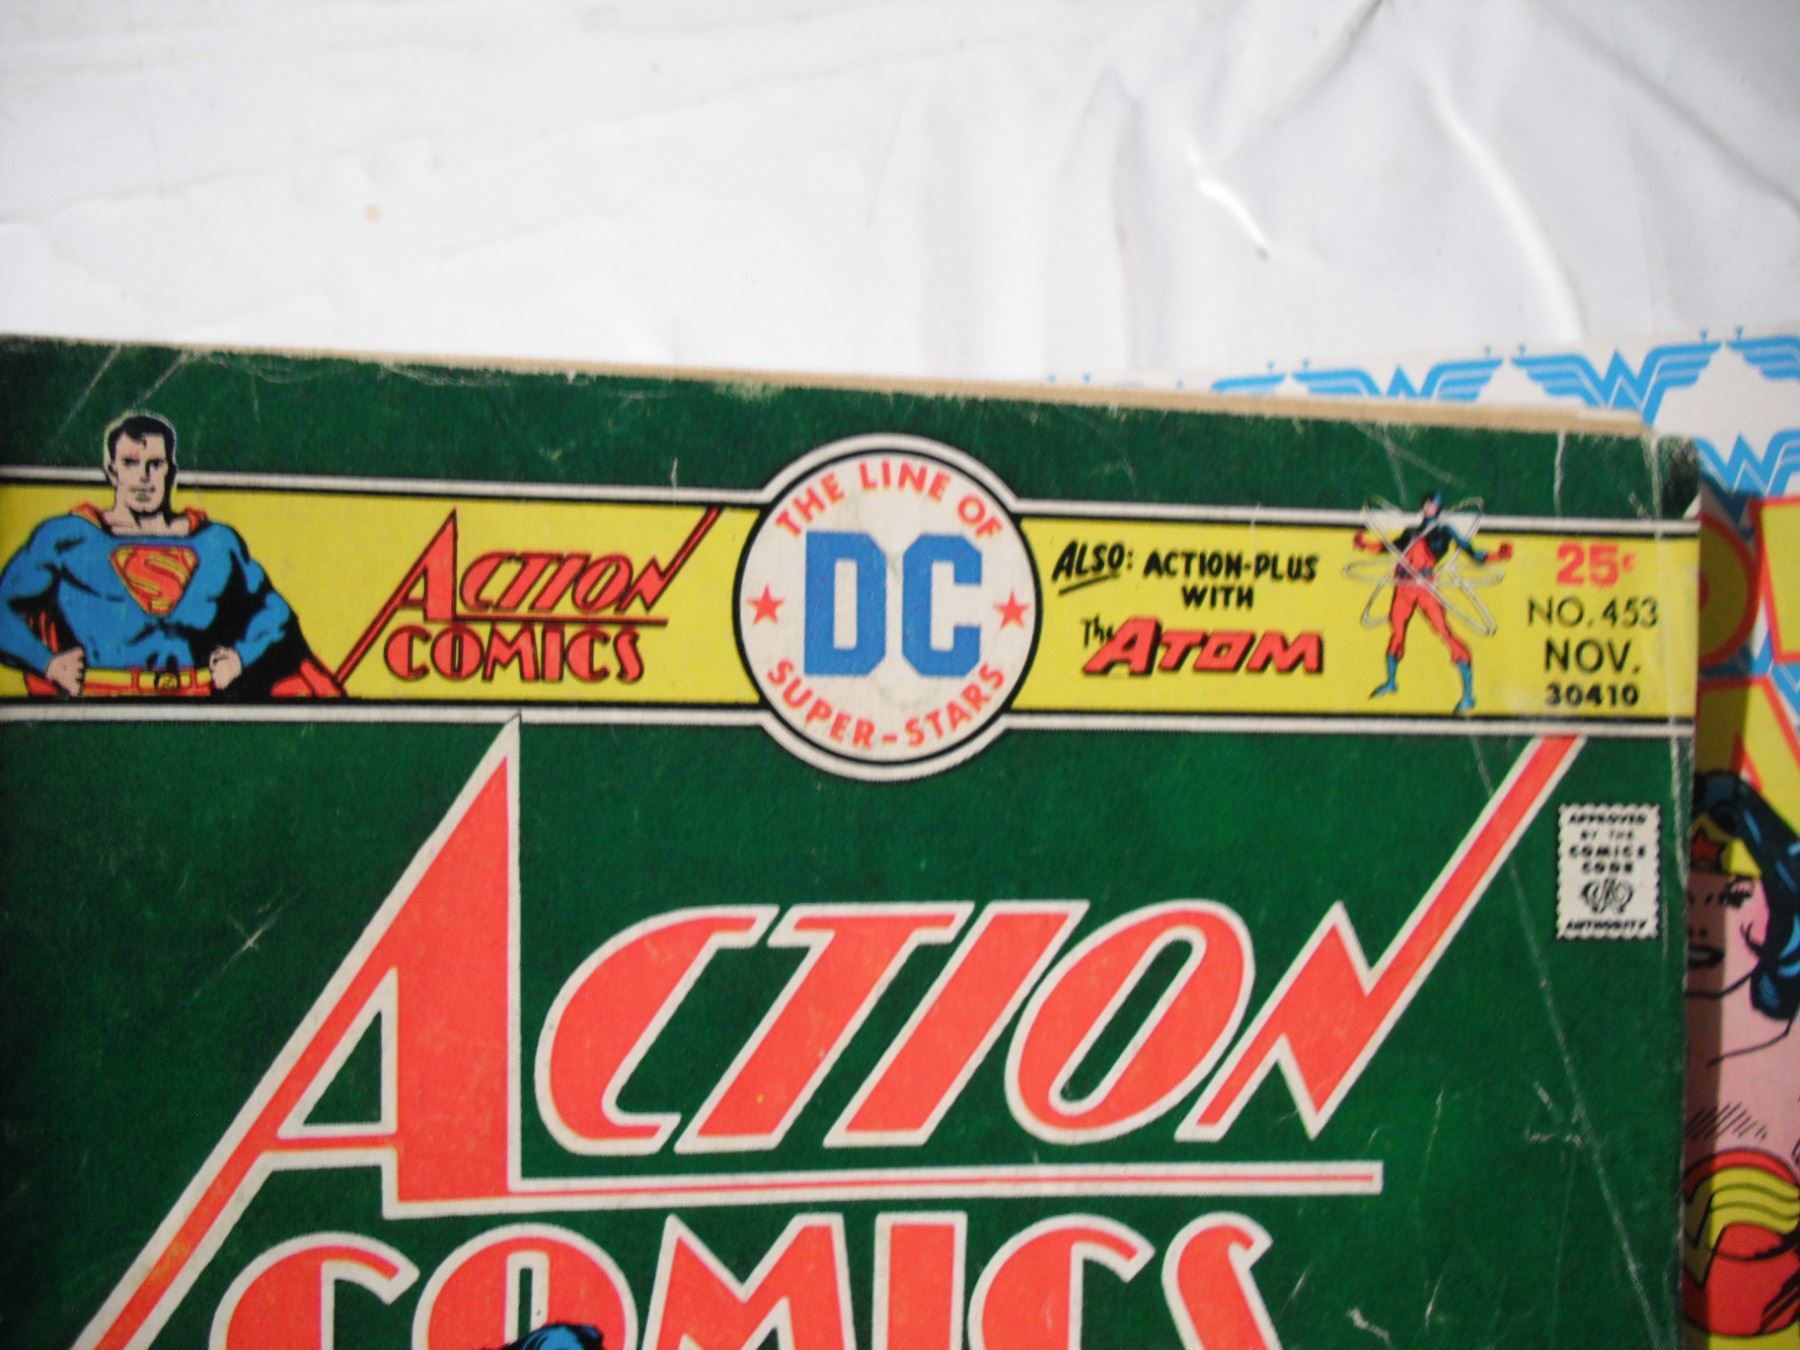 ACTION
COMICS
THE LINE OF
DC
SUPER-STARS
ALSO: ACTION-PLUS
WITH
The ATOM
25¢
NO. 453
NOV.
30410
APPROVED
BY THE
COMICS
CODE
AUTHORITY
ACTION
COMICS